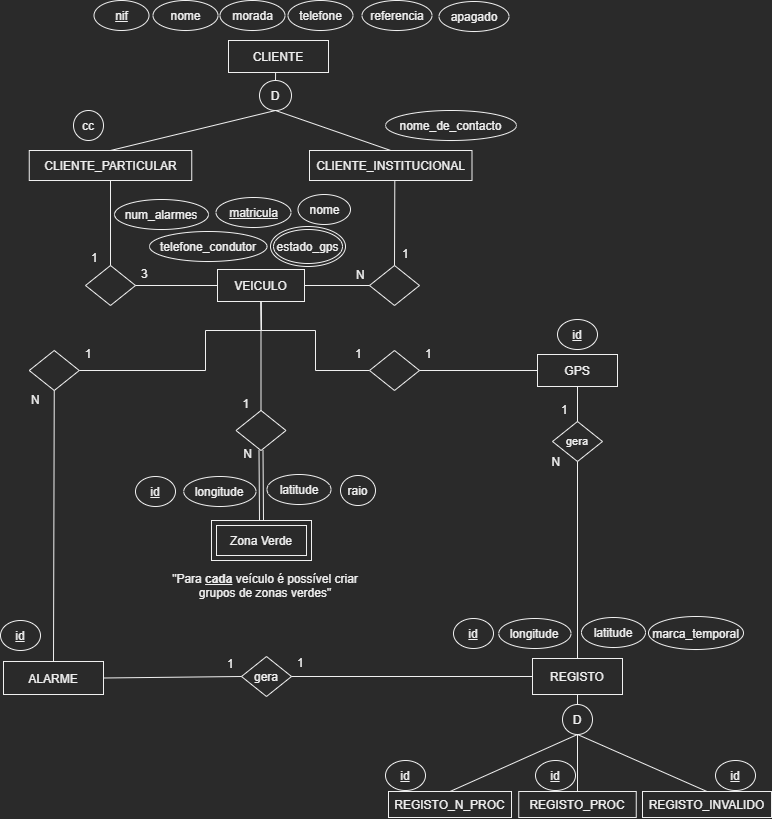 nif nome morada telefone referencia apagado
CLIENTE
D
cc
nome_de_contacto
CLIENTE_PARTICULAR CLIENTE_INSTITUCIONAL
num_alarmes matricula nome
telefone_condutor estado_gps
1 1
3 N
VEICULO
id
1 1 1
GPS
N
1 1
gera
N N
id longitude latitude raio
Zona Verde
"Para cada veículo é possível criar
grupos de zonas verdes"
id id longitude latitude marca_temporal
1 1
ALARME gera REGISTO
D
id id id
REGISTO_N_PROC REGISTO_PROC REGISTO_INVALIDO